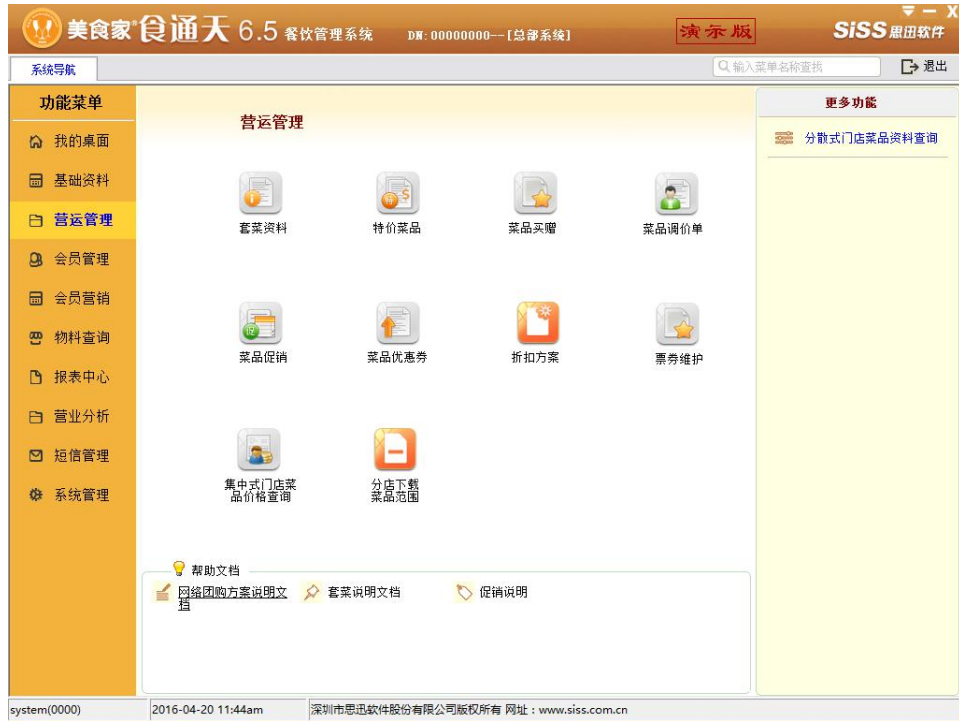 美食家®食通天 6.5 餐饮管理系统 DN:00000000--[总部系统] 演示版 SiSS 思迅软件
系统导航 输入菜单名称查找 退出
功能菜单
我的桌面
基础资料
营运管理
会员管理
会员营销
物料查询
报表中心
营业分析
短信管理
系统管理
营运管理
套菜资料 特价菜品 菜品买赠 菜品调价单
菜品促销 菜品优惠券 折扣方案 票券维护
集中式门店菜
品价格查询
分店下载
菜品范围
帮助文档
网络团购方案说明文
档
套菜说明文档 促销说明
更多功能
分散式门店菜品资料查询
system(0000) 2016-04-20 11:44am 深圳市思迅软件股份有限公司版权所有 网址：www.siss.com.cn